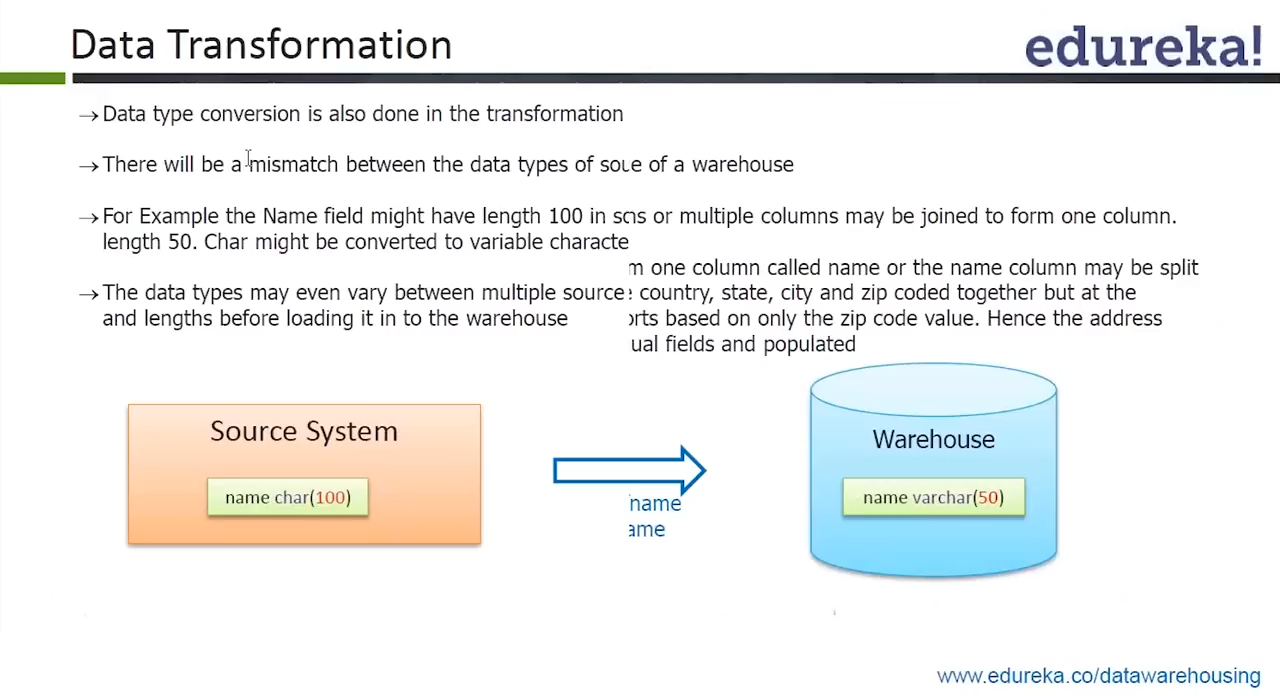 Data Transformation
edureka!
→Data type conversion is also done in the transformation
→There will be a mismatch between the data types of sou e of a warehouse
→For Example the Name field might have length 100 in so ns or multiple columns may be joined to form one column.
length 50. Char might be converted to variable characte
m one column called name or the name column may be split
→The data types may even vary between multiple source country, state, city and zip coded together but at the
and lengths before loading it in to the warehouse orts based on only the zip code value. Hence the address
ual fields and populated
Source System
Warehouse
name char(100)
name varchar(50)
name
ame
www.edureka.co/datawarehousing